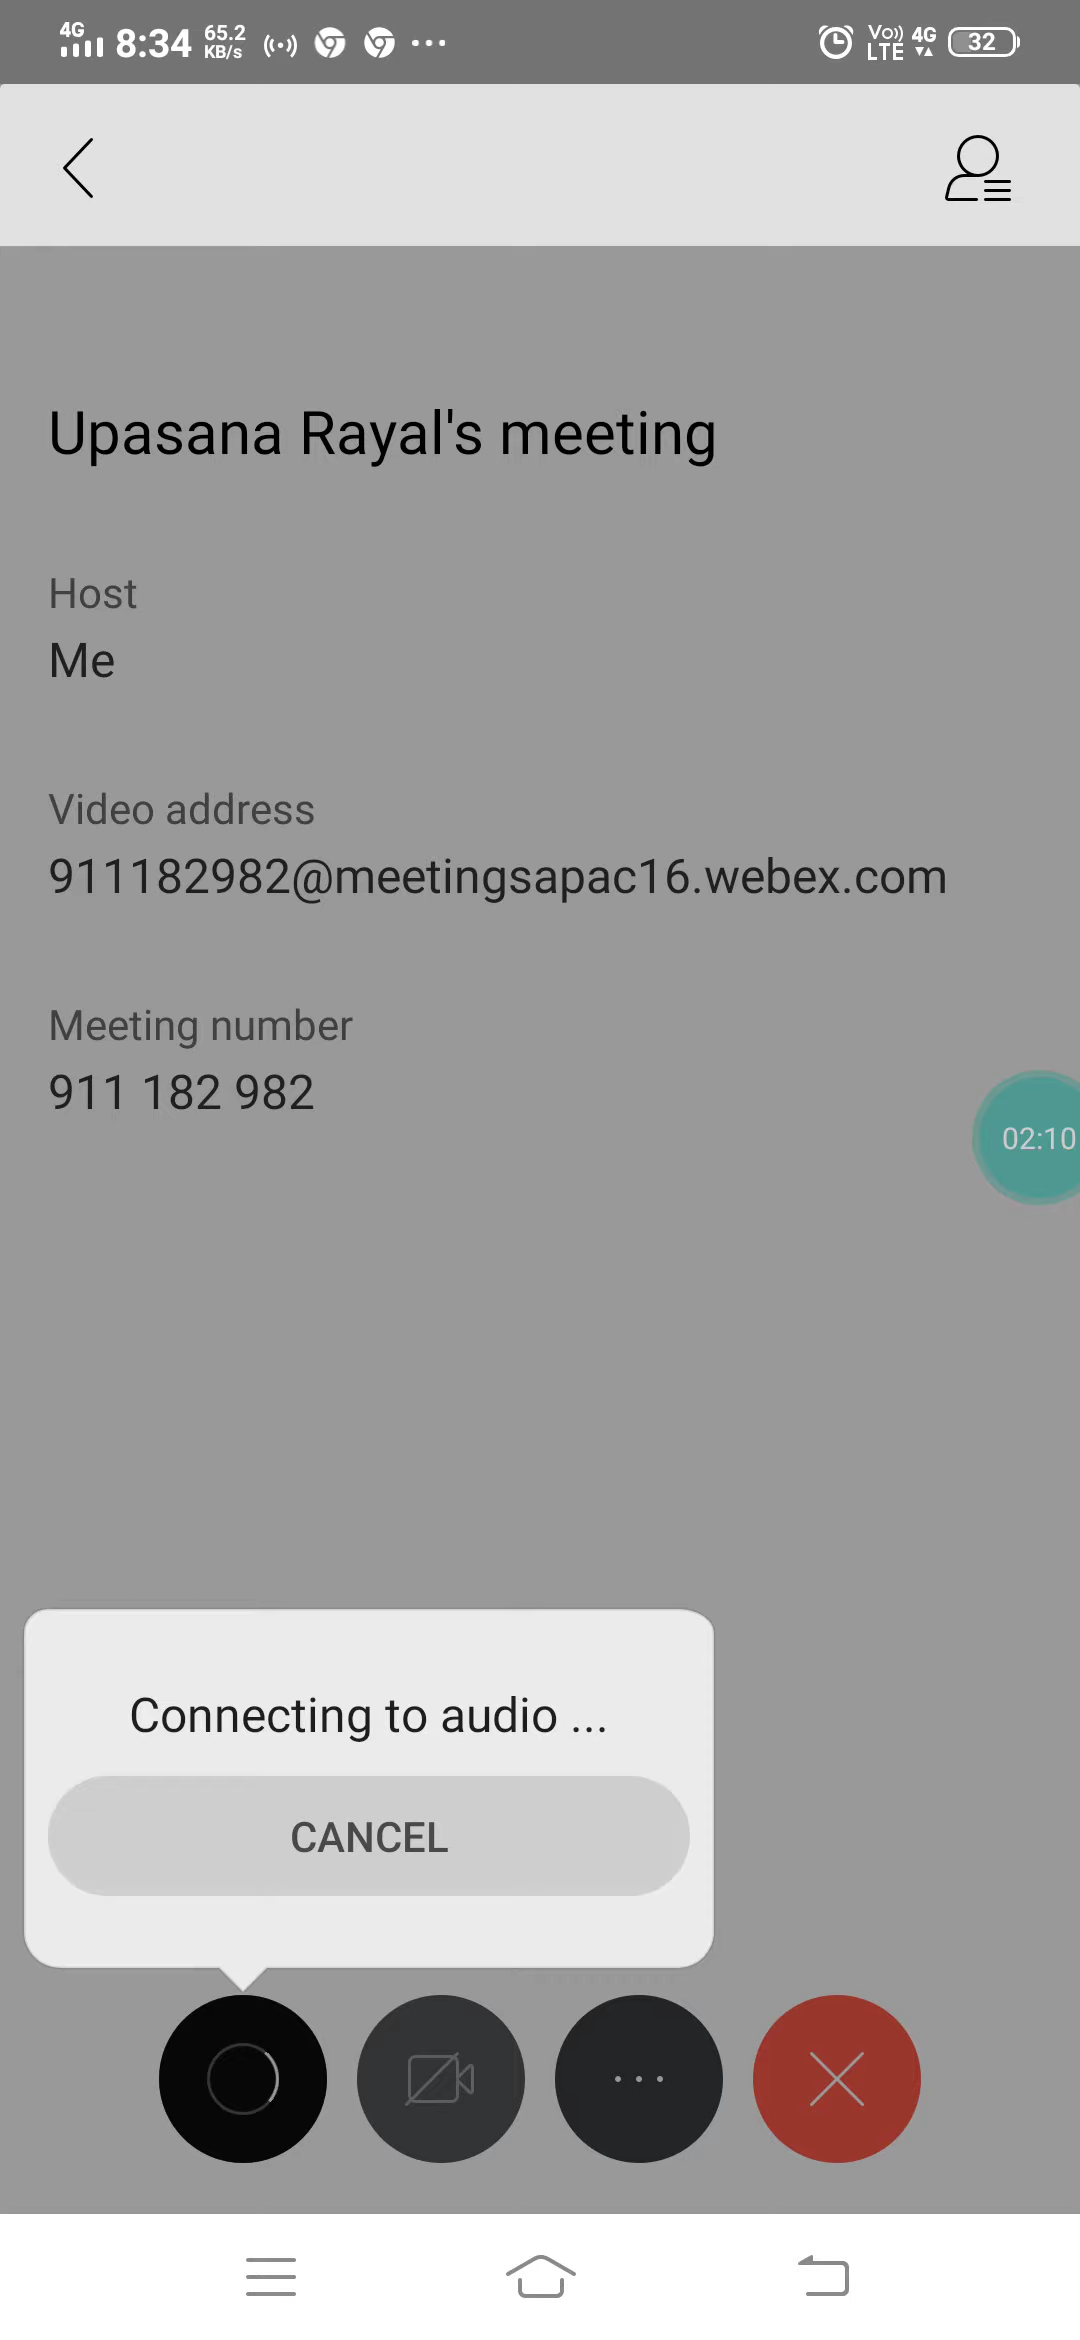 4G 8:34 65.2 KB/s Vo)) LTE 4G 32
Upasana Rayal's meeting
Host
Me
Video address
911182982@meetingsapac16.webex.com
Meeting number
911 182 982
02:10
Connecting to audio ...
CANCEL